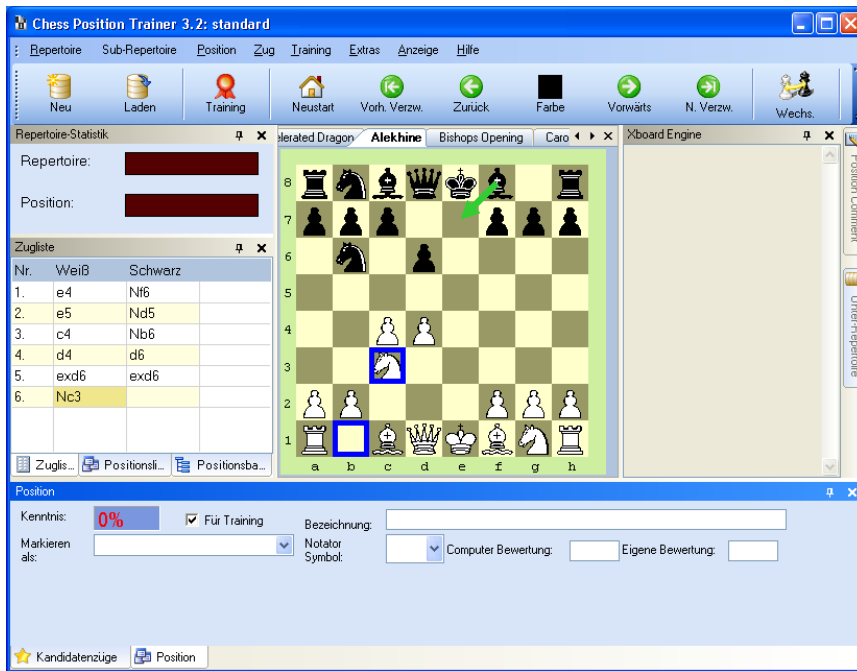 Chess Position Trainer 3.2: standard
Repertoire Sub-Repertoire Position Zug Training Extras Anzeige Hilfe
Neu Laden Training Neustart Vorh. Verzw. Zurück Farbe Vorwärts N. Verzw. Wechs.
Repertoire-Statistik
Repertoire:
Position:
Zugliste
Nr. Weiß Schwarz
1. e4 Nf6
2. e5 Nd5
3. c4 Nb6
4. d4 d6
5. exd6 exd6
6. Nc3
Zuglis... Positionsli... Positionsba...
elerated Dragon Alekhine Bishops Opening Caro
8
7
6
5
4
3
2
1
a b c d e f g h
Xboard Engine
Position Comment
Unter-Repertoire
Position
Kenntnis: 0% Für Training Bezeichnung:
Markieren als: Notator Symbol: Computer Bewertung: Eigene Bewertung:
Kandidatenzüge Position